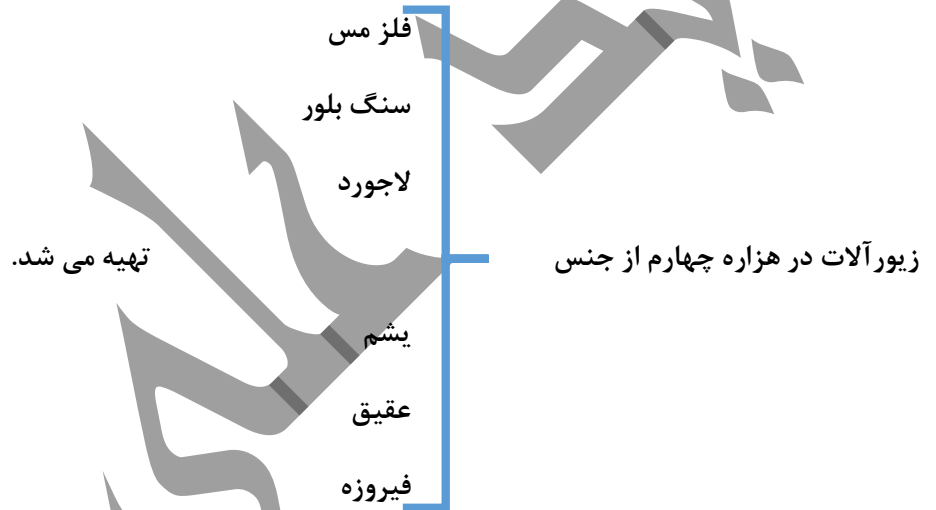 زیورآلات در هزاره چهارم از جنس
فلز مس
سنگ بلور
لاجورد
یشم
عقیق
فیروزه
تهیه می شد.